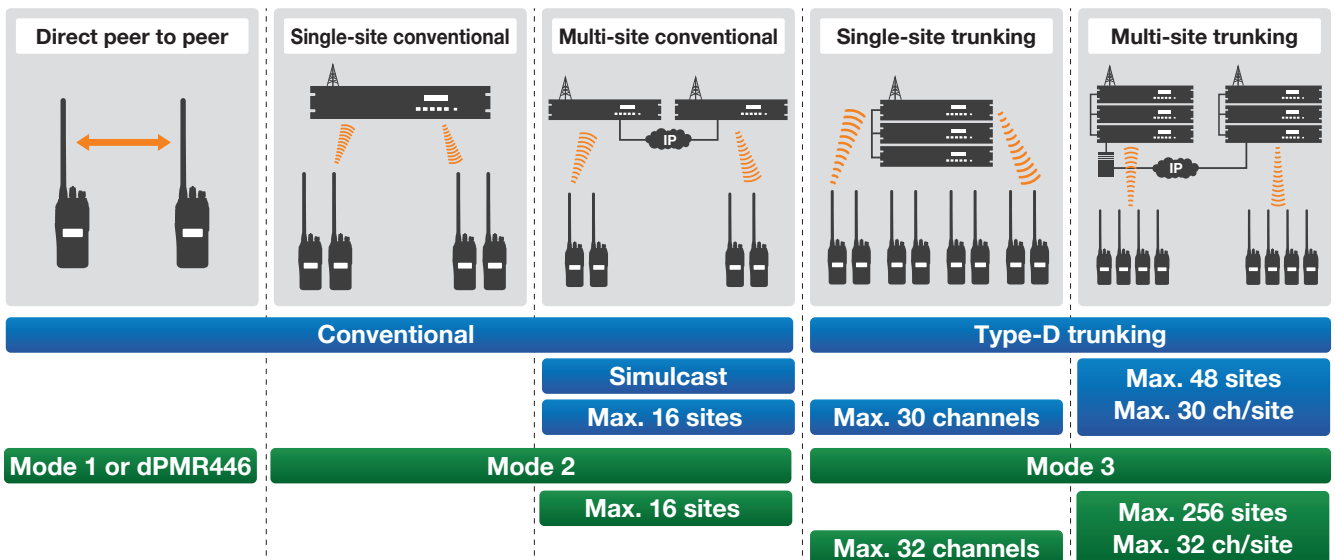 Direct peer to peer
Single-site conventional
Multi-site conventional
Single-site trunking
Multi-site trunking
IP
IP
Conventional
Type-D trunking
Simulcast
Max. 16 sites
Max. 30 channels
Max. 48 sites
Max. 30 ch/site
Mode 1 or dPMR446
Mode 2
Mode 3
Max. 16 sites
Max. 32 channels
Max. 256 sites
Max. 32 ch/site